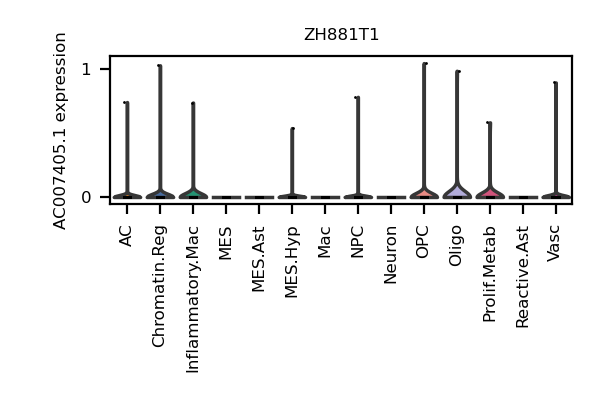 ZH881T1
AC007405.1 expression
1
0
AC
Chromatin.Reg
Inflammatory.Mac
MES
MES.Ast
MES.Hyp
Mac
NPC
Neuron
OPC
Oligo
Prolif.Metab
Reactive.Ast
Vasc